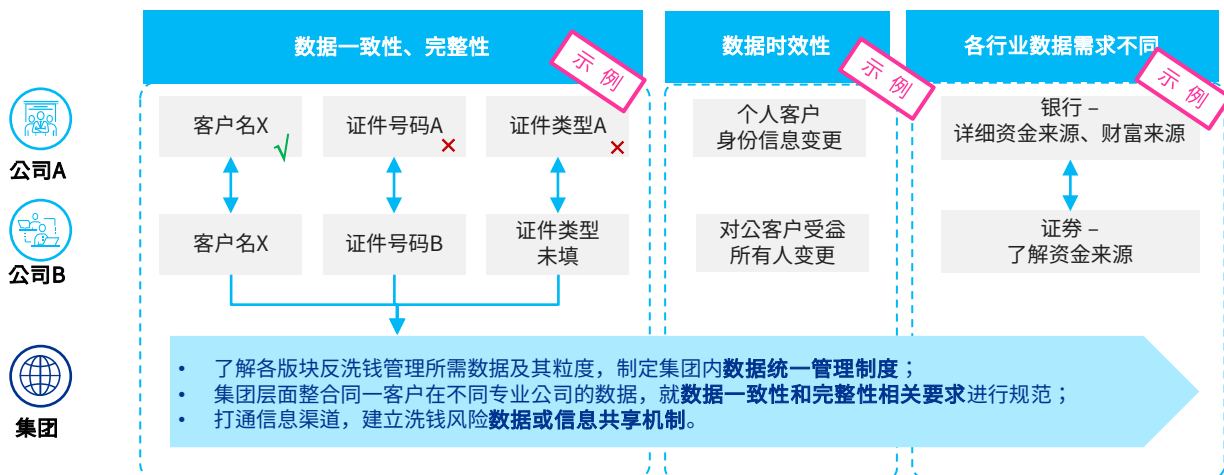 数据一致性、完整性
示例
数据时效性
示例
各行业数据需求不同
示例
公司A
客户名X
证件号码A
证件类型A
个人客户
身份信息变更
银行 –
详细资金来源、财富来源
公司B
客户名X
证件号码B
证件类型
未填
对公客户受益
所有人变更
证券 –
了解资金来源
集团
• 了解各版块反洗钱管理所需数据及其粒度，制定集团内数据统一管理制度；
• 集团层面整合同一客户在不同专业公司的数据，就数据一致性和完整性相关要求进行规范；
• 打通信息渠道，建立洗钱风险数据或信息共享机制。